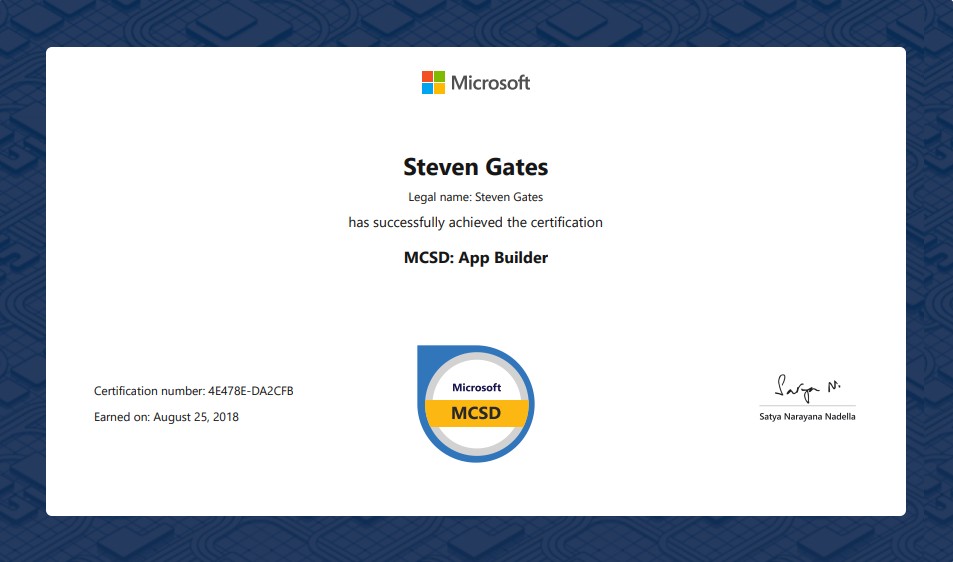 Microsoft
Steven Gates
Legal name: Steven Gates
has successfully achieved the certification
MCSD: App Builder
Certification number: 4E478E-DA2CFB
Earned on: August 25, 2018
Microsoft
MCSD
Satya N.
Satya Narayana Nadella